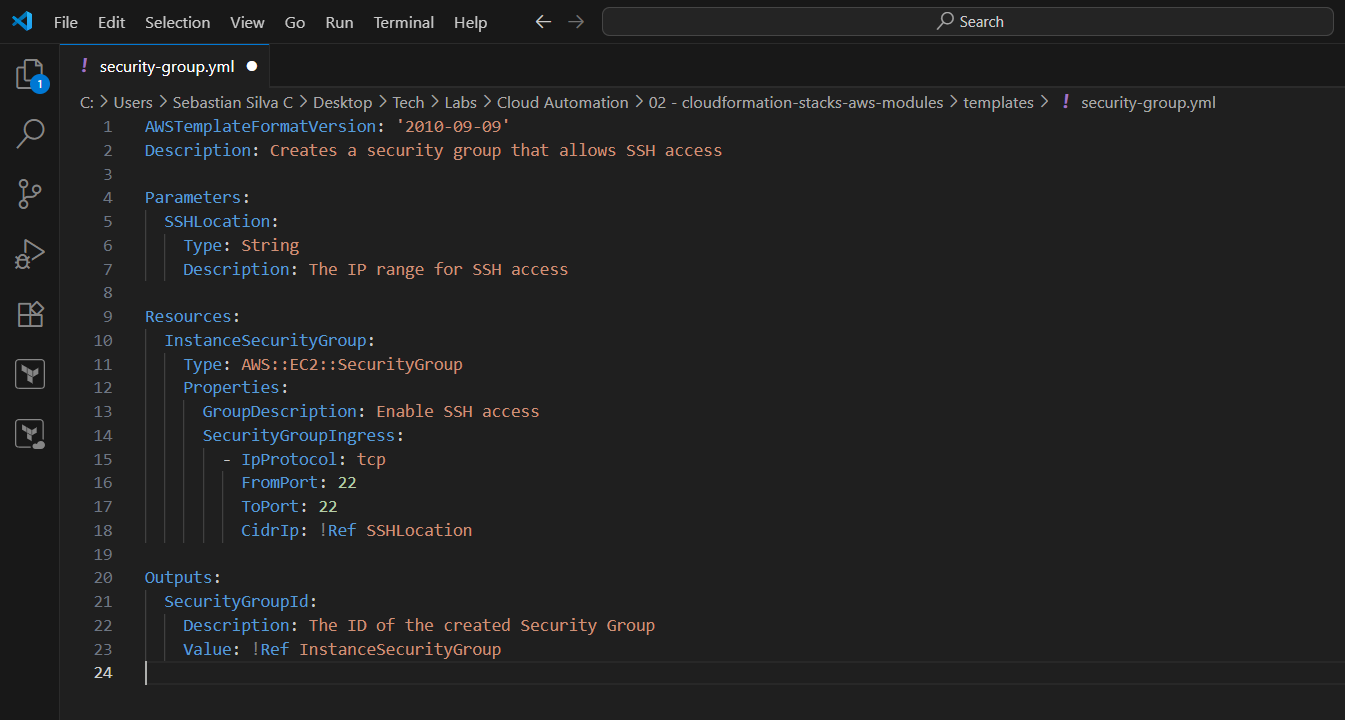 File Edit Selection View Go Run Terminal Help Search
1
! security-group.yml
C: > Users > Sebastian Silva C > Desktop > Tech > Labs > Cloud Automation > 02 - cloudformation-stacks-aws-modules > templates > ! security-group.yml
1 AWSTemplateFormatVersion: '2010-09-09'
2 Description: Creates a security group that allows SSH access
3
4 Parameters:
5   SSHLocation:
6     Type: String
7     Description: The IP range for SSH access
8
9 Resources:
10   InstanceSecurityGroup:
11     Type: AWS::EC2::SecurityGroup
12     Properties:
13       GroupDescription: Enable SSH access
14       SecurityGroupIngress:
15         - IpProtocol: tcp
16           FromPort: 22
17           ToPort: 22
18           CidrIp: !Ref SSHLocation
19
20 Outputs:
21   SecurityGroupId:
22     Description: The ID of the created Security Group
23     Value: !Ref InstanceSecurityGroup
24